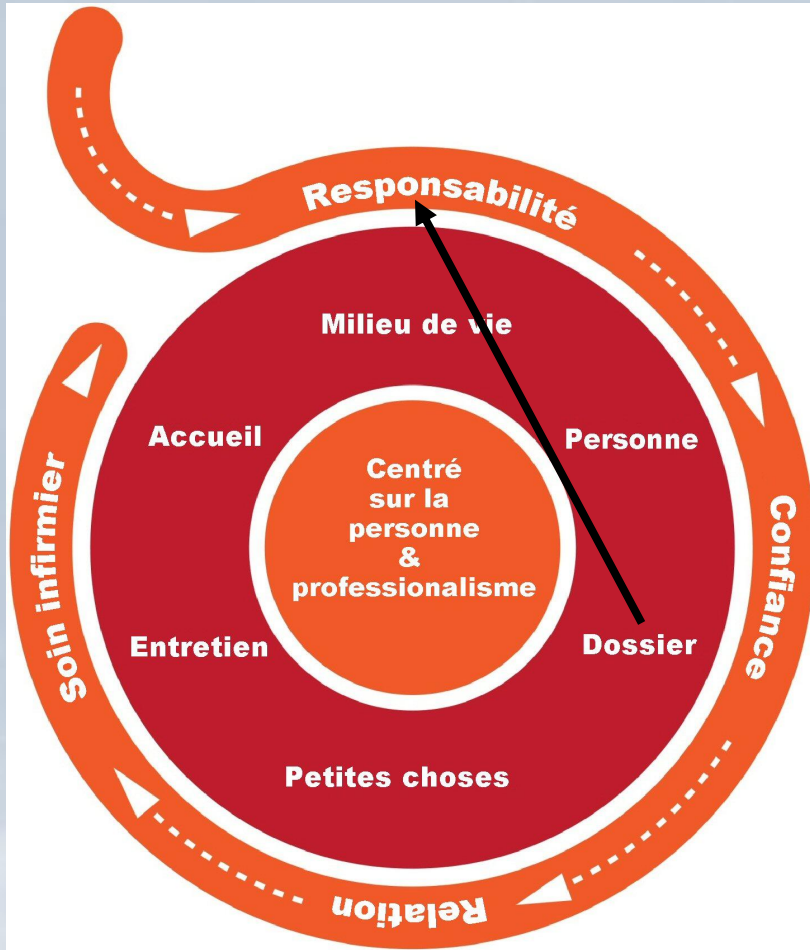 Responsabilité
Milieu de vie
Accueil
Personne
Centré
sur la
personne
&
professionalisme
Confiance
Soin infirmier
Entretien
Dossier
Petites choses
Relation